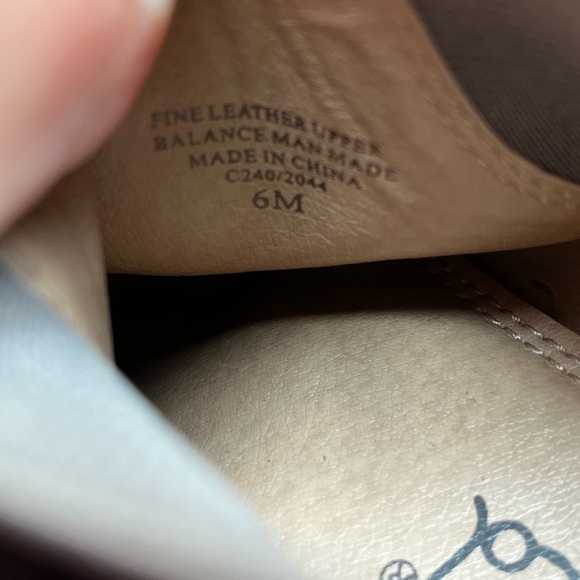 FINE LEATHER UPPER
BALANCE MAN MADE
MADE IN CHINA
C240/2044
6M
®